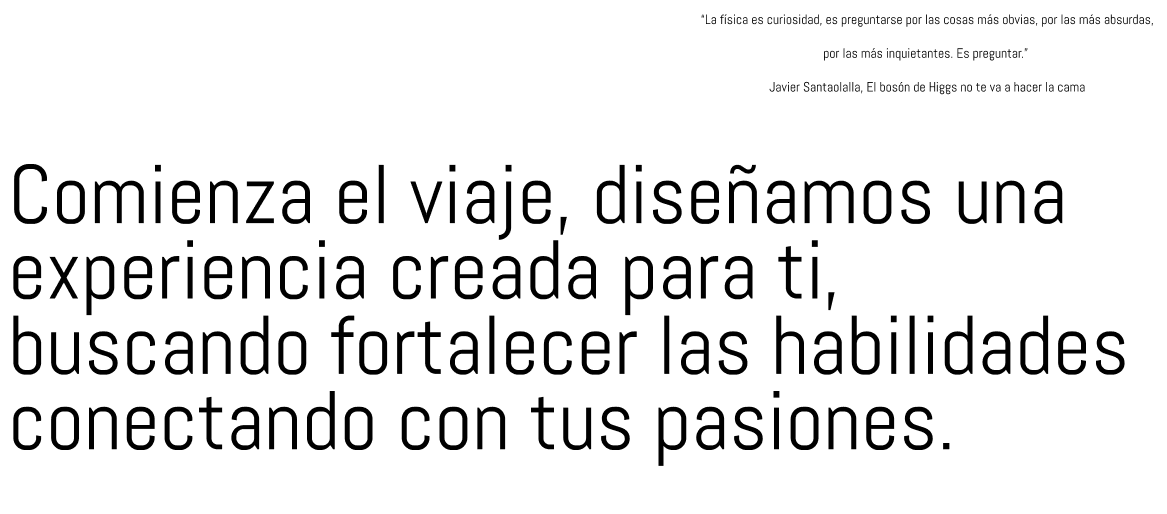 "La física es curiosidad, es preguntarse por las cosas más obvias, por las más absurdas,
por las más inquietantes. Es preguntar."
Javier Santaolalla, El bosón de Higgs no te va a hacer la cama
Comienza el viaje, diseñamos una
experiencia creada para ti,
buscando fortalecer las habilidades
conectando con tus pasiones.